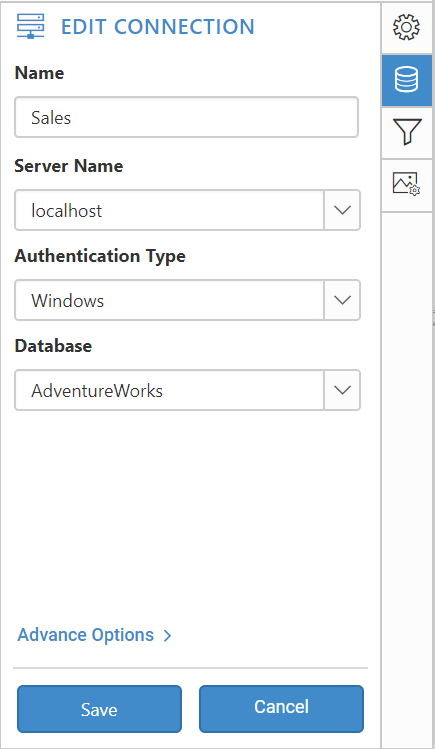 EDIT CONNECTION
Name
Sales
Server Name
localhost
Authentication Type
Windows
Database
AdventureWorks
Advance Options
Save
Cancel